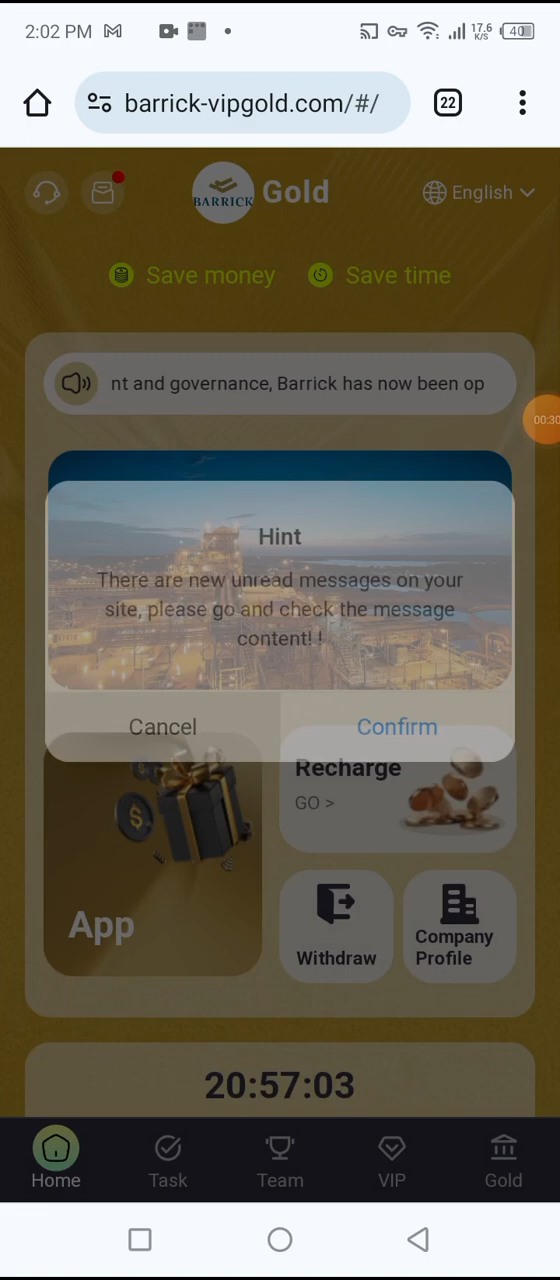 2:02 PM
17.6
K/S
40
barrick-vipgold.com/#/
22
BARRICK
Gold
English
Save money
Save time
nt and governance, Barrick has now been op
00:30
Hint
There are new unread messages on your
site, please go and check the message
content! !
Cancel
Confirm
Recharge
GO >
App
Withdraw
Company
Profile
20:57:03
Home
Task
Team
VIP
Gold